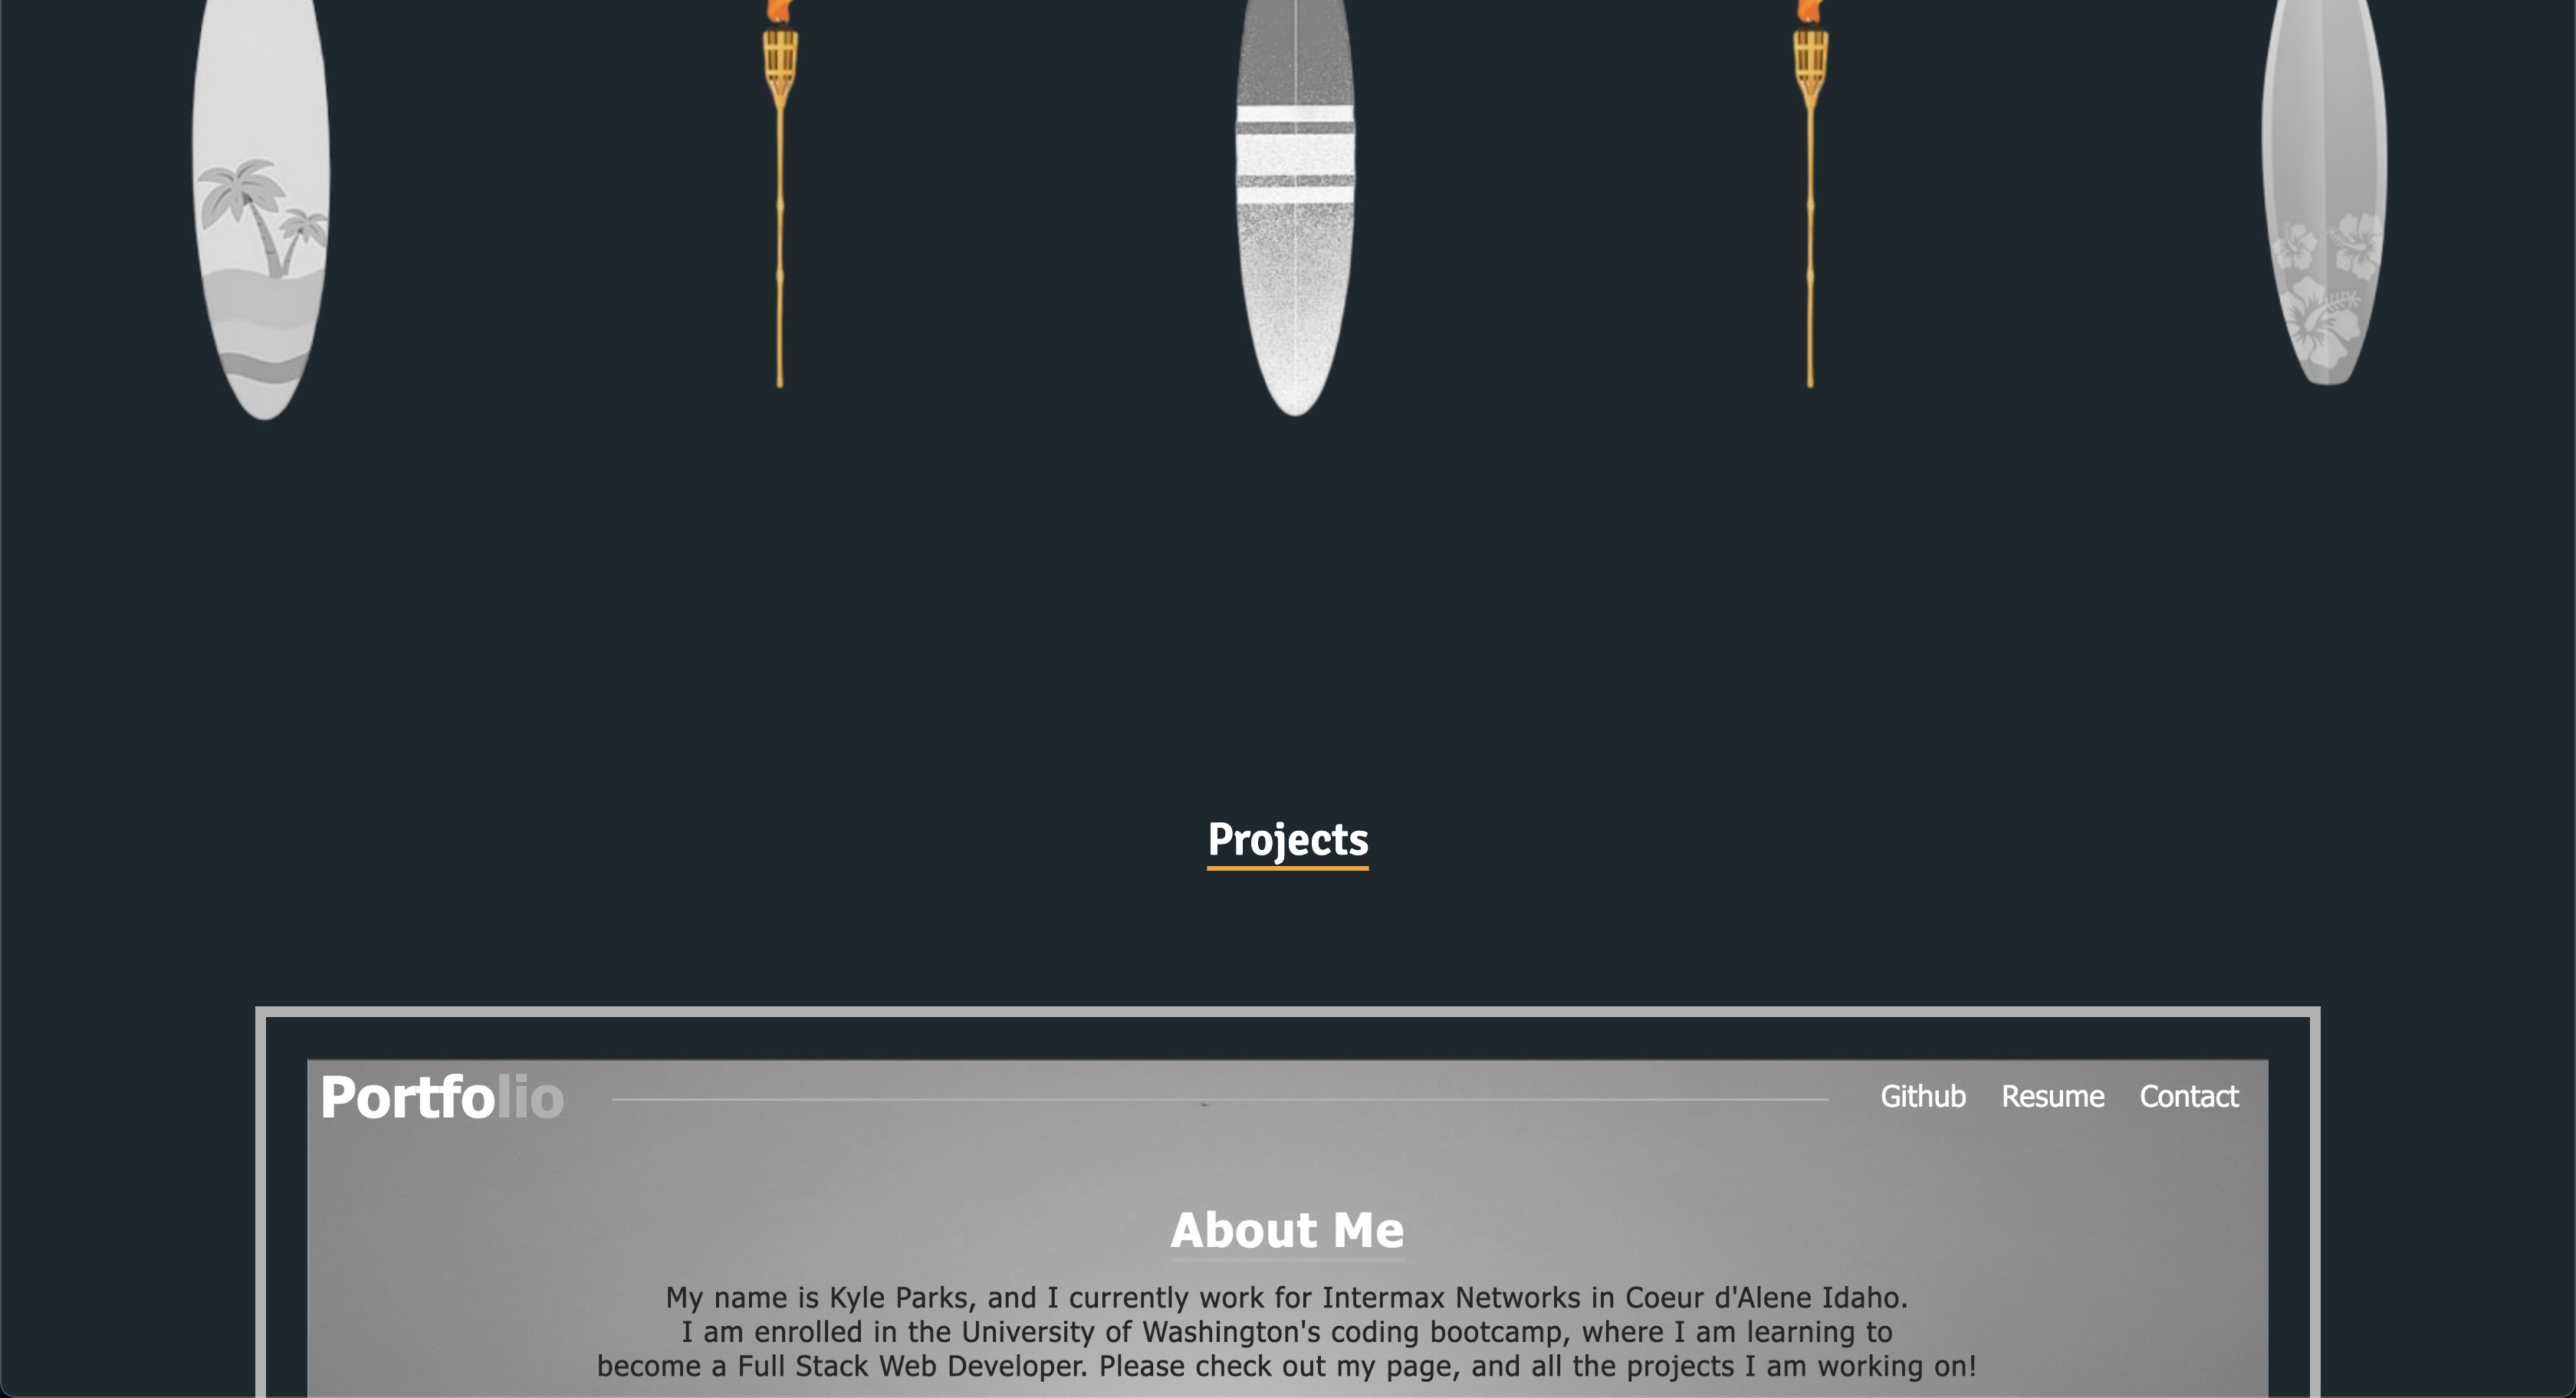 Projects
Portfolio
Github Resume Contact
About Me
My name is Kyle Parks, and I currently work for Intermax Networks in Coeur d'Alene Idaho.
I am enrolled in the University of Washington's coding bootcamp, where I am learning to
become a Full Stack Web Developer. Please check out my page, and all the projects I am working on!